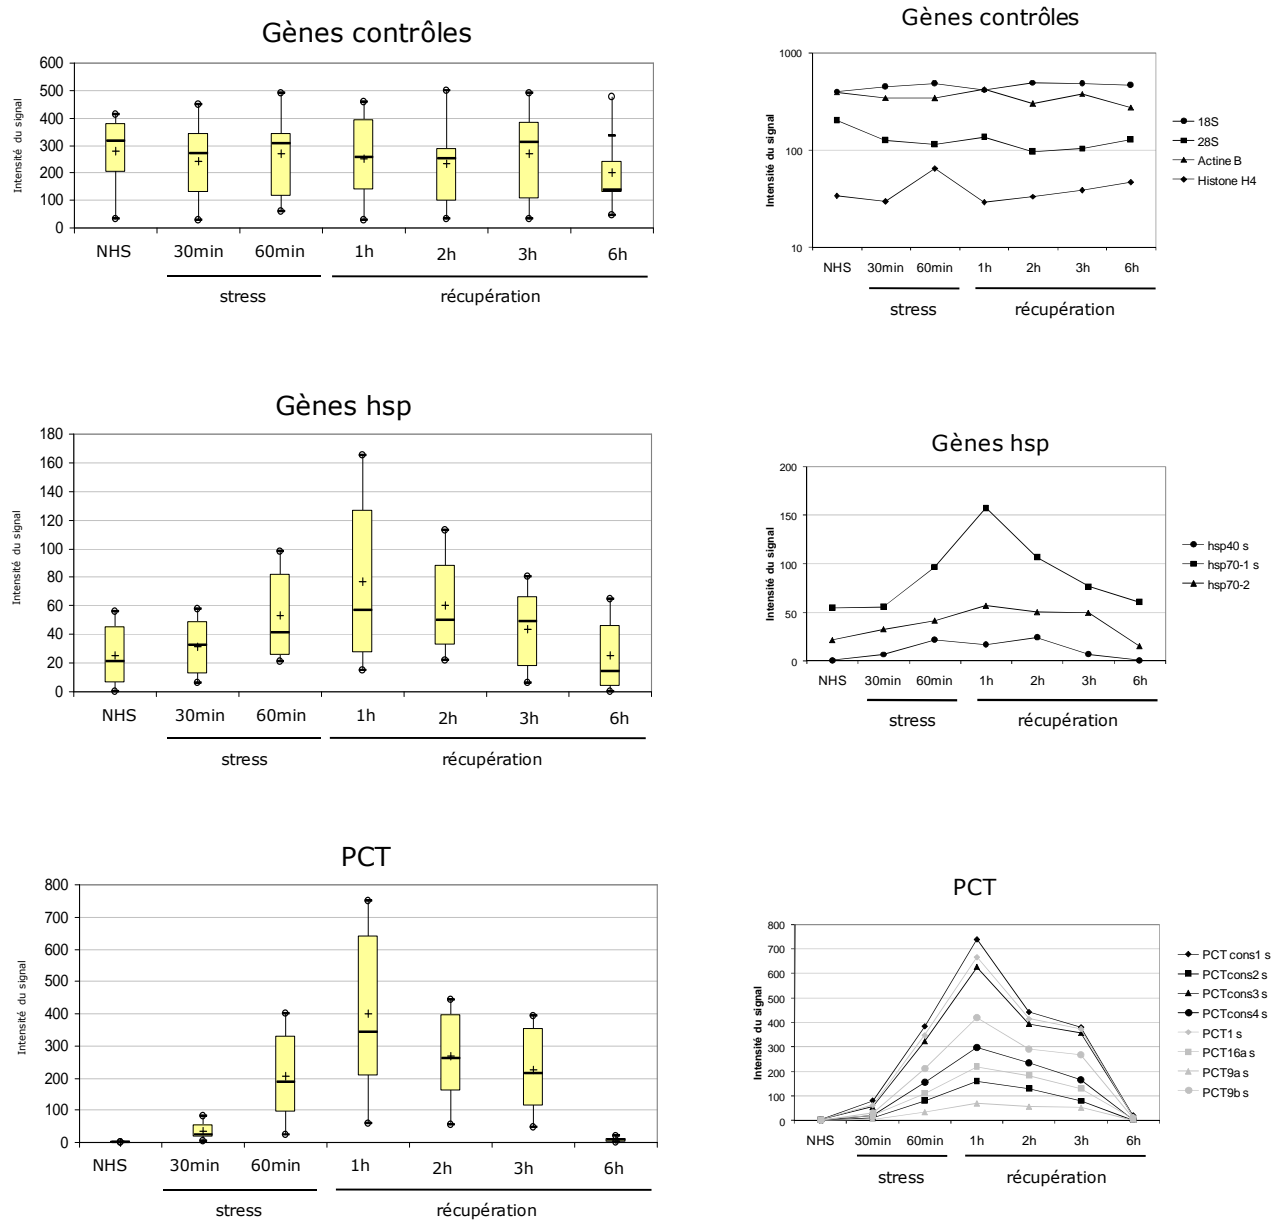 Gènes contrôles
Intensité du signal
600
500
400
300
200
100
0
NHS 30min 60min 1h 2h 3h 6h
stress récupération
Gènes contrôles
Intensité du signal
1000
100
10
NHS 30min 60min 1h 2h 3h 6h
stress récupération
18S
28S
Actine B
Histone H4
Gènes hsp
Intensité du signal
180
160
140
120
100
80
60
40
20
0
NHS 30min 60min 1h 2h 3h 6h
stress récupération
Gènes hsp
Intensité du signal
200
150
100
50
0
NHS 30min 60min 1h 2h 3h 6h
stress récupération
hsp40 s
hsp70-1 s
hsp70-2
PCT
Intensité du signal
800
700
600
500
400
300
200
100
0
NHS 30min 60min 1h 2h 3h 6h
stress récupération
PCT
Intensité du signal
800
700
600
500
400
300
200
100
0
NHS 30min 60min 1h 2h 3h 6h
stress récupération
PCT cons1 s
PCTcons2 s
PCTcons3 s
PCTcons4 s
PCT1 s
PCT16a s
PCT9a s
PCT9b s